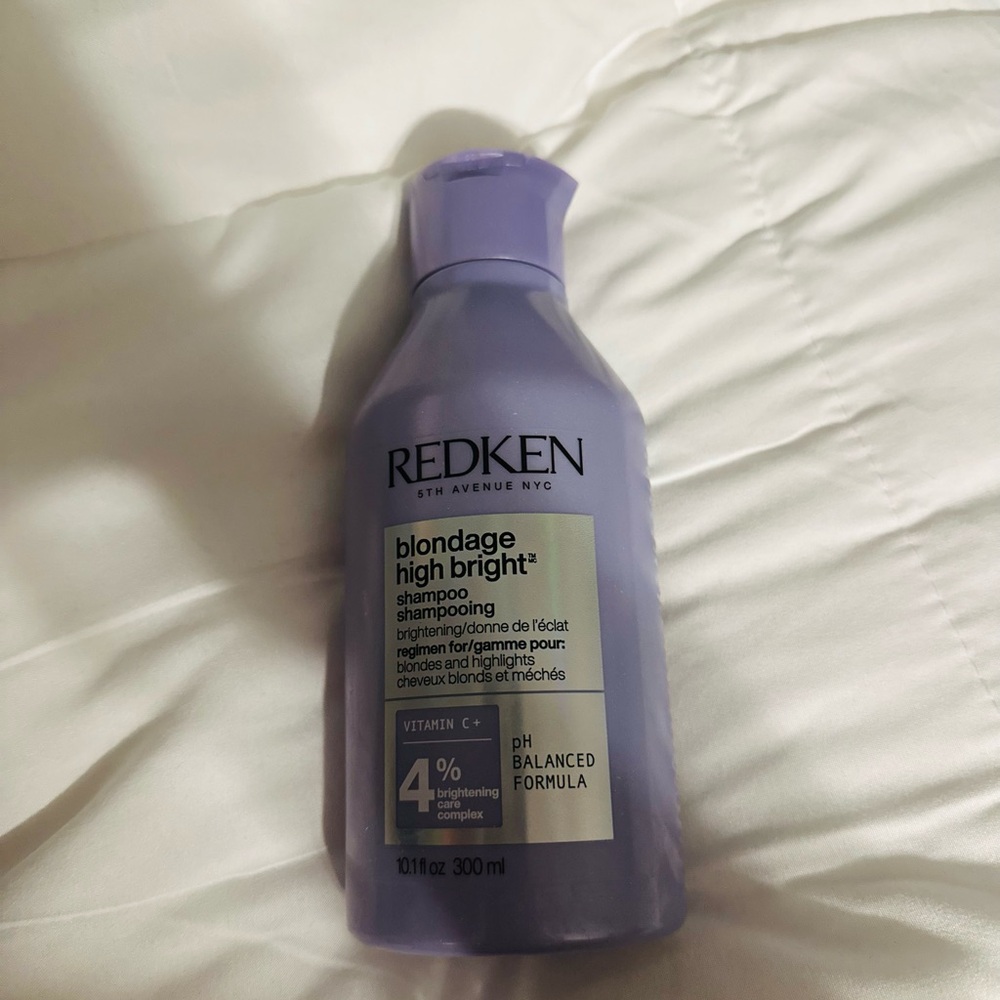 REDKEN
5TH AVENUE NYC
blondage
high bright™
shampoo
shampooing
brightening/donne de l'éclat
regimen for/gamme pour:
blondes and highlights
cheveux blonds et méchés
VITAMIN C+
4%
brightening
care
complex
pH
BALANCED
FORMULA
10.1 fl oz 300 ml